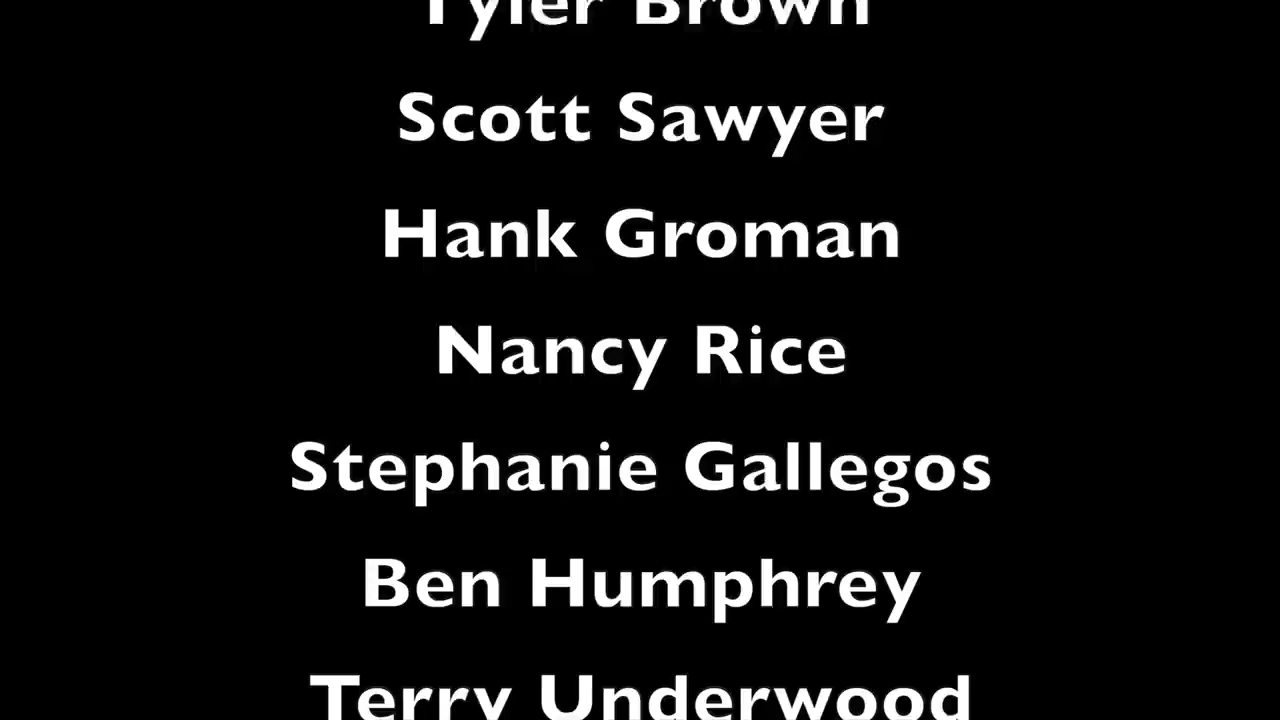 Tyler Brown
Scott Sawyer
Hank Groman
Nancy Rice
Stephanie Gallegos
Ben Humphrey
Terry Underwood